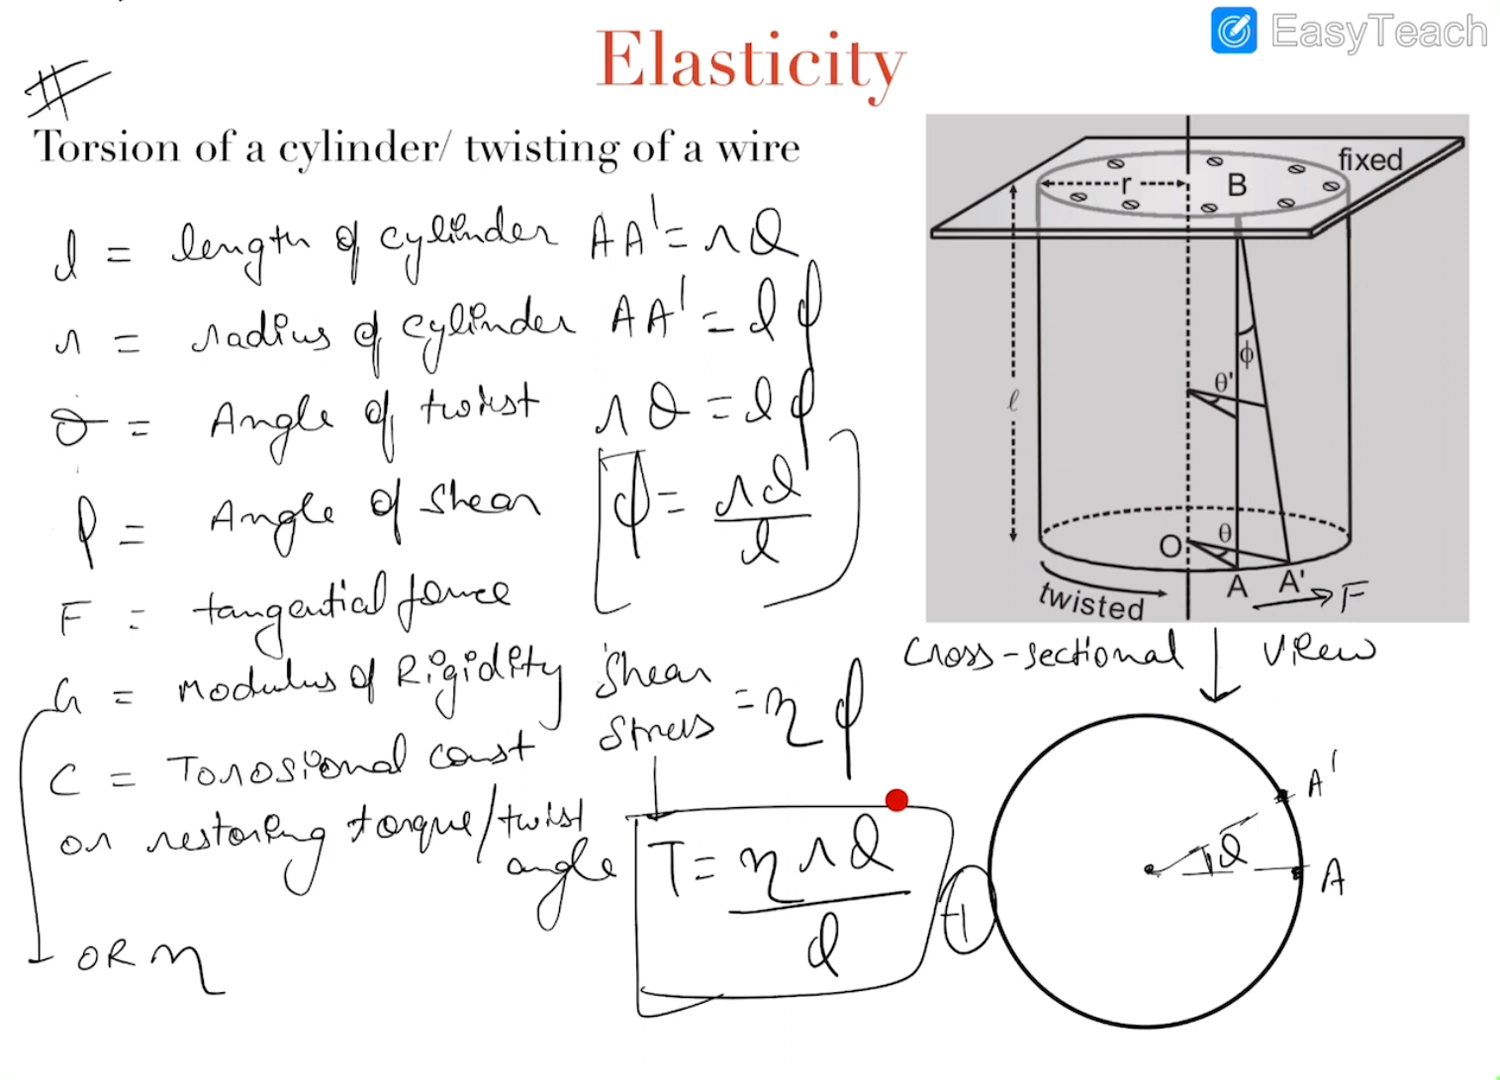 EasyTeach
Elasticity
#
Torsion of a cylinder/ twisting of a wire
l = length of cylinder
r = radius of cylinder
θ = Angle of twist
φ = Angle of shear
F = tangential force
G = Modulus of Rigidity
C = Torosional const
or restoring torque/twist
angle
OR η
AA' = rθ
AA' = lφ
rθ = lφ
φ = rθ/l
Shear
stress = ηφ
T = ηrθ/l
1
fixed
r
B
φ
θ'
l
θ
O
A A' → F
twisted
cross-sectional view
A'
θ
A